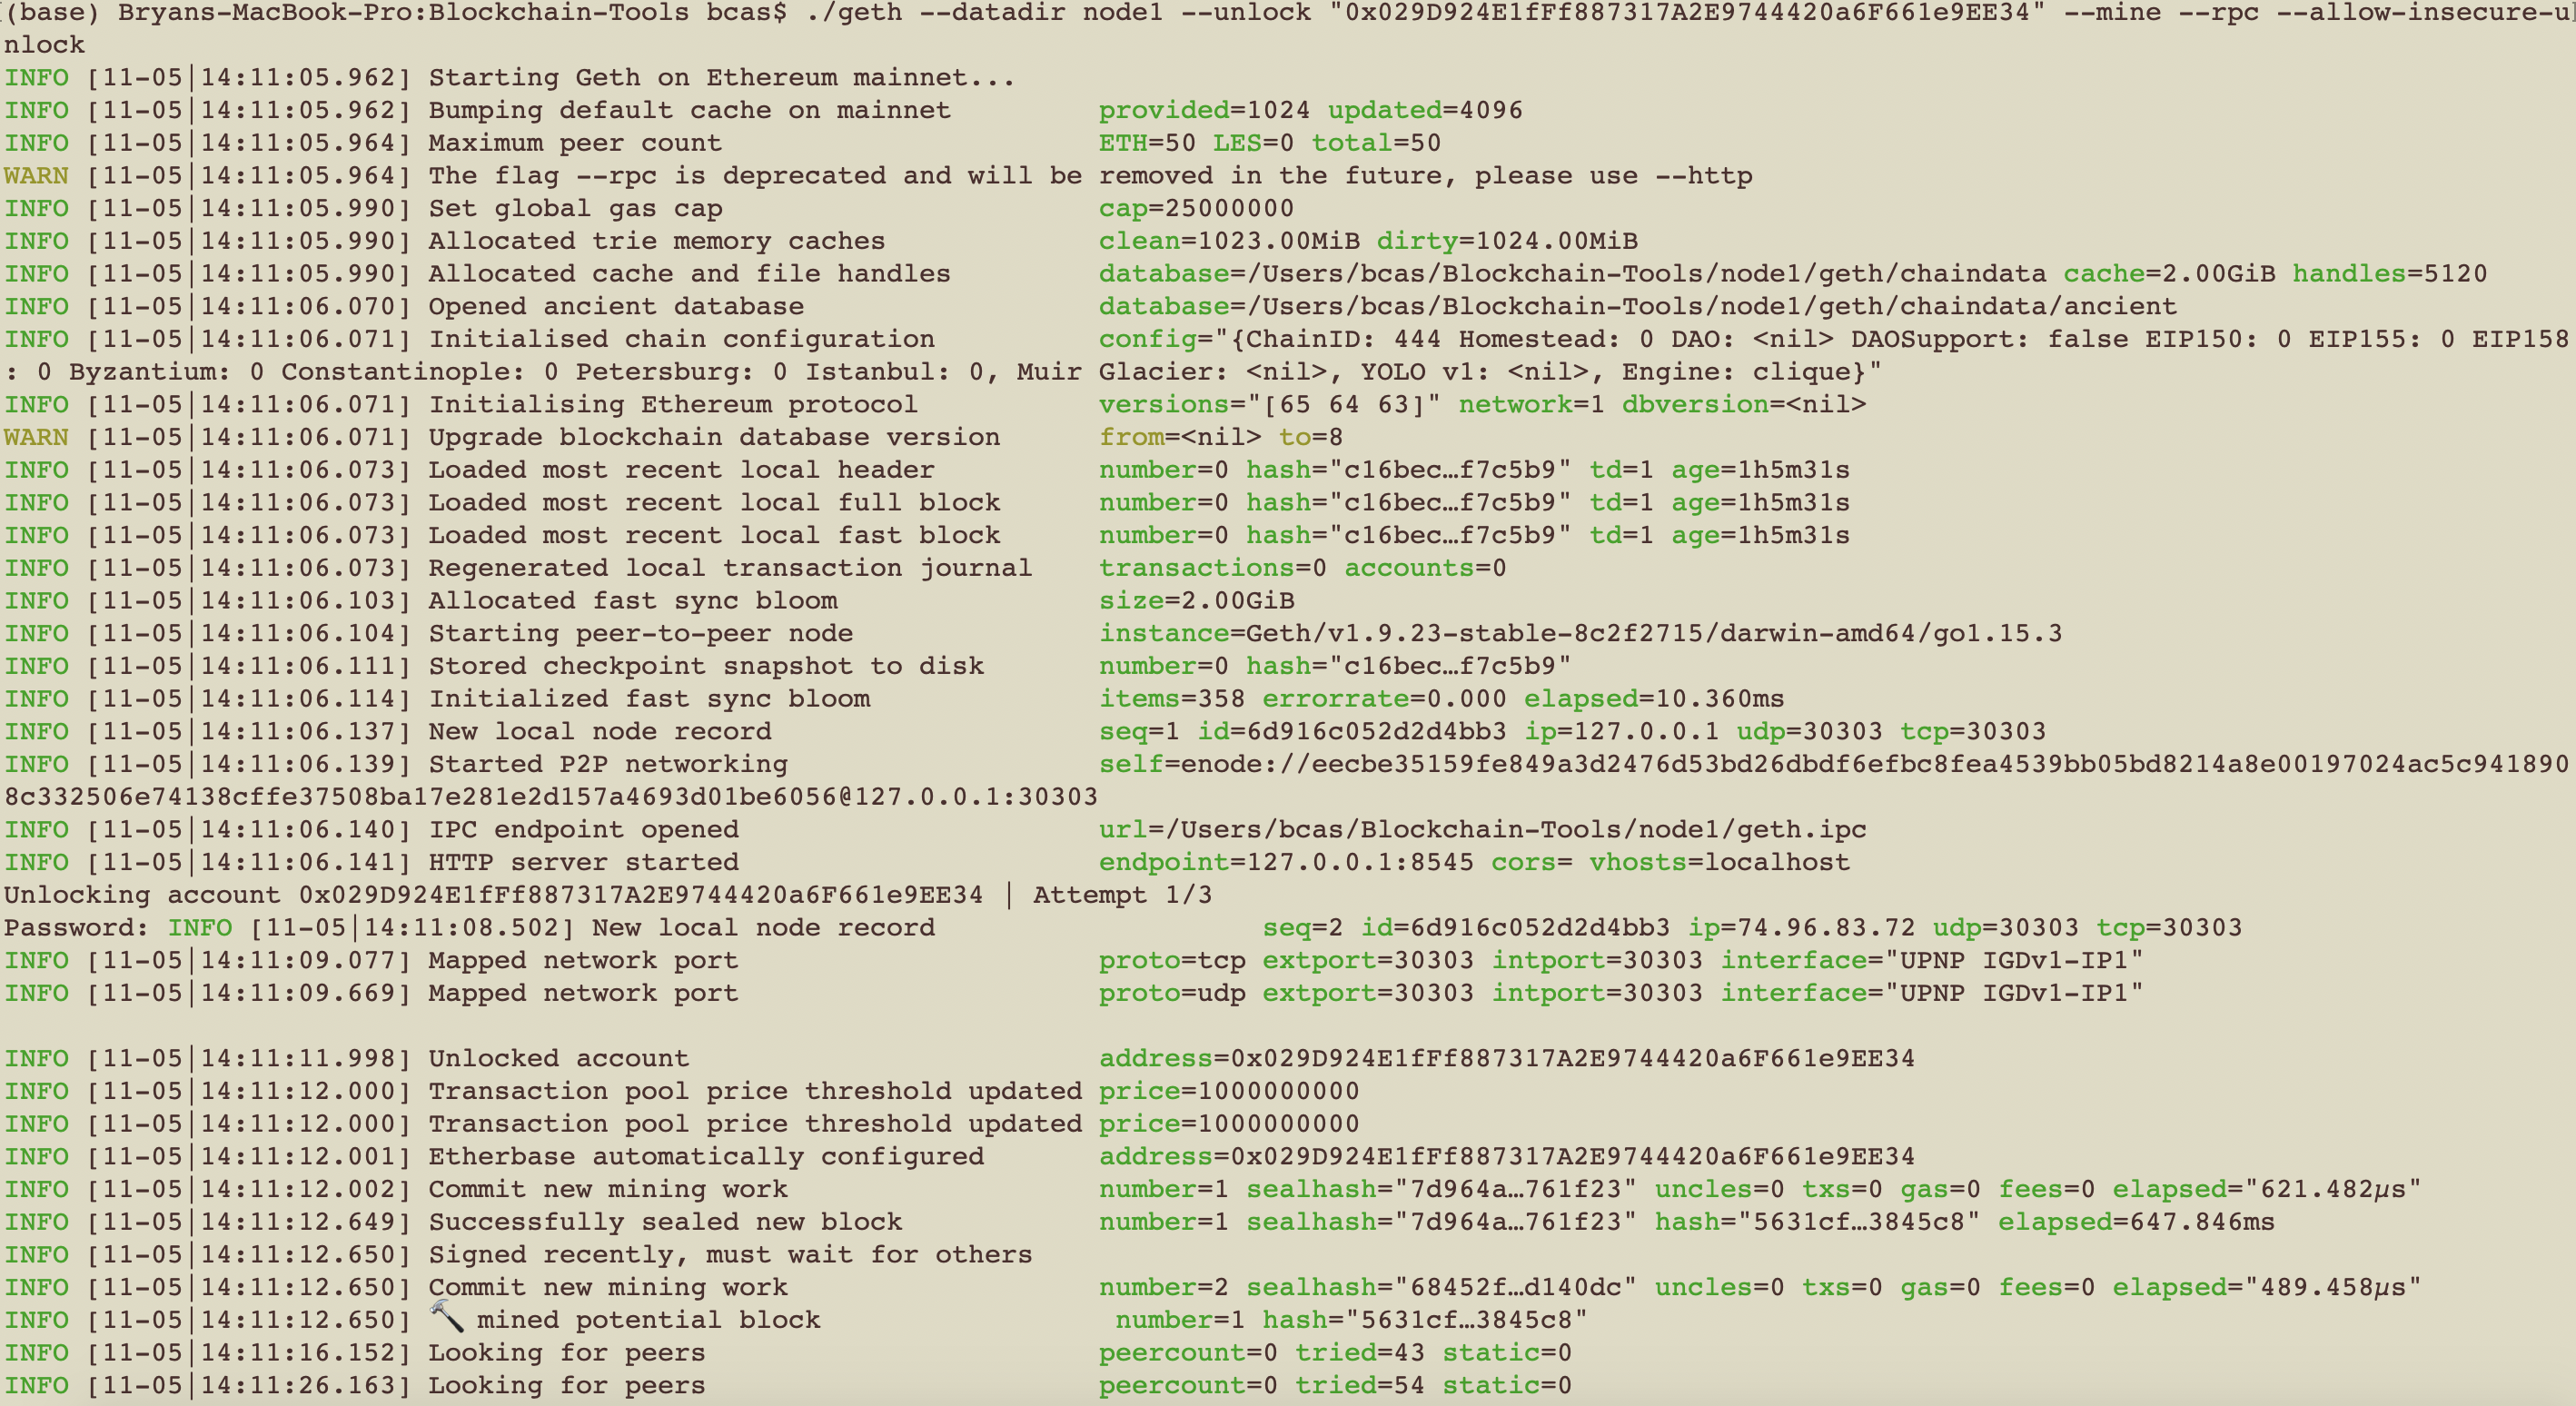 (base) Bryans-MacBook-Pro:Blockchain-Tools bcas$ ./geth --datadir node1 --unlock "0x029D924E1fFf887317A2E9744420a6F661e9EE34" --mine --rpc --allow-insecure-u
nlock
INFO [11-05|14:11:05.962] Starting Geth on Ethereum mainnet...
INFO [11-05|14:11:05.962] Bumping default cache on mainnet         provided=1024 updated=4096
INFO [11-05|14:11:05.964] Maximum peer count                       ETH=50 LES=0 total=50
WARN [11-05|14:11:05.964] The flag --rpc is deprecated and will be removed in the future, please use --http
INFO [11-05|14:11:05.990] Set global gas cap                       cap=25000000
INFO [11-05|14:11:05.990] Allocated trie memory caches             clean=1023.00MiB dirty=1024.00MiB
INFO [11-05|14:11:05.990] Allocated cache and file handles         database=/Users/bcas/Blockchain-Tools/node1/geth/chaindata cache=2.00GiB handles=5120
INFO [11-05|14:11:06.070] Opened ancient database                  database=/Users/bcas/Blockchain-Tools/node1/geth/chaindata/ancient
INFO [11-05|14:11:06.071] Initialised chain configuration          config="{ChainID: 444 Homestead: 0 DAO: <nil> DAOSupport: false EIP150: 0 EIP155: 0 EIP158
: 0 Byzantium: 0 Constantinople: 0 Petersburg: 0 Istanbul: 0, Muir Glacier: <nil>, YOLO v1: <nil>, Engine: clique}"
INFO [11-05|14:11:06.071] Initialising Ethereum protocol           versions="[65 64 63]" network=1 dbversion=<nil>
WARN [11-05|14:11:06.071] Upgrade blockchain database version      from=<nil> to=8
INFO [11-05|14:11:06.073] Loaded most recent local header          number=0 hash="c16bec…f7c5b9" td=1 age=1h5m31s
INFO [11-05|14:11:06.073] Loaded most recent local full block      number=0 hash="c16bec…f7c5b9" td=1 age=1h5m31s
INFO [11-05|14:11:06.073] Loaded most recent local fast block      number=0 hash="c16bec…f7c5b9" td=1 age=1h5m31s
INFO [11-05|14:11:06.073] Regenerated local transaction journal    transactions=0 accounts=0
INFO [11-05|14:11:06.103] Allocated fast sync bloom                size=2.00GiB
INFO [11-05|14:11:06.104] Starting peer-to-peer node               instance=Geth/v1.9.23-stable-8c2f2715/darwin-amd64/go1.15.3
INFO [11-05|14:11:06.111] Stored checkpoint snapshot to disk       number=0 hash="c16bec…f7c5b9"
INFO [11-05|14:11:06.114] Initialized fast sync bloom              items=358 errorrate=0.000 elapsed=10.360ms
INFO [11-05|14:11:06.137] New local node record                    seq=1 id=6d916c052d2d4bb3 ip=127.0.0.1 udp=30303 tcp=30303
INFO [11-05|14:11:06.139] Started P2P networking                   self=enode://eecbe35159fe849a3d2476d53bd26dbdf6efbc8fea4539bb05bd8214a8e00197024ac5c941890
8c332506e74138cffe37508ba17e281e2d157a4693d01be6056@127.0.0.1:30303
INFO [11-05|14:11:06.140] IPC endpoint opened                      url=/Users/bcas/Blockchain-Tools/node1/geth.ipc
INFO [11-05|14:11:06.141] HTTP server started                      endpoint=127.0.0.1:8545 cors= vhosts=localhost
Unlocking account 0x029D924E1fFf887317A2E9744420a6F661e9EE34 | Attempt 1/3
Password: INFO [11-05|14:11:08.502] New local node record                    seq=2 id=6d916c052d2d4bb3 ip=74.96.83.72 udp=30303 tcp=30303
INFO [11-05|14:11:09.077] Mapped network port                      proto=tcp extport=30303 intport=30303 interface="UPNP IGDv1-IP1"
INFO [11-05|14:11:09.669] Mapped network port                      proto=udp extport=30303 intport=30303 interface="UPNP IGDv1-IP1"
INFO [11-05|14:11:11.998] Unlocked account                         address=0x029D924E1fFf887317A2E9744420a6F661e9EE34
INFO [11-05|14:11:12.000] Transaction pool price threshold updated price=1000000000
INFO [11-05|14:11:12.000] Transaction pool price threshold updated price=1000000000
INFO [11-05|14:11:12.001] Etherbase automatically configured       address=0x029D924E1fFf887317A2E9744420a6F661e9EE34
INFO [11-05|14:11:12.002] Commit new mining work                   number=1 sealhash="7d964a…761f23" uncles=0 txs=0 gas=0 fees=0 elapsed="621.482µs"
INFO [11-05|14:11:12.649] Successfully sealed new block            number=1 sealhash="7d964a…761f23" hash="5631cf…3845c8" elapsed=647.846ms
INFO [11-05|14:11:12.650] Signed recently, must wait for others
INFO [11-05|14:11:12.650] Commit new mining work                   number=2 sealhash="68452f…d140dc" uncles=0 txs=0 gas=0 fees=0 elapsed="489.458µs"
INFO [11-05|14:11:12.650] 🔨 mined potential block                  number=1 hash="5631cf…3845c8"
INFO [11-05|14:11:16.152] Looking for peers                        peercount=0 tried=43 static=0
INFO [11-05|14:11:26.163] Looking for peers                        peercount=0 tried=54 static=0